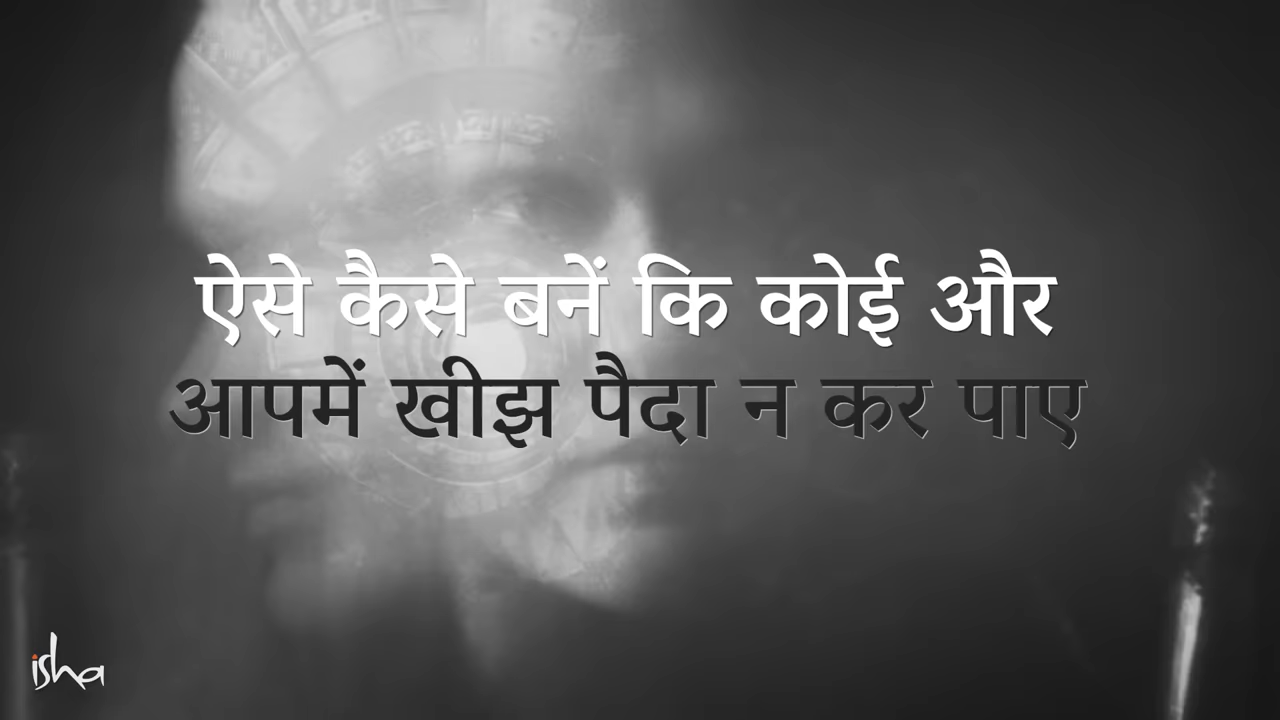 ऐसे कैसे बनें कि कोई और
आपमें खीझ पैदा न कर पाए
isha